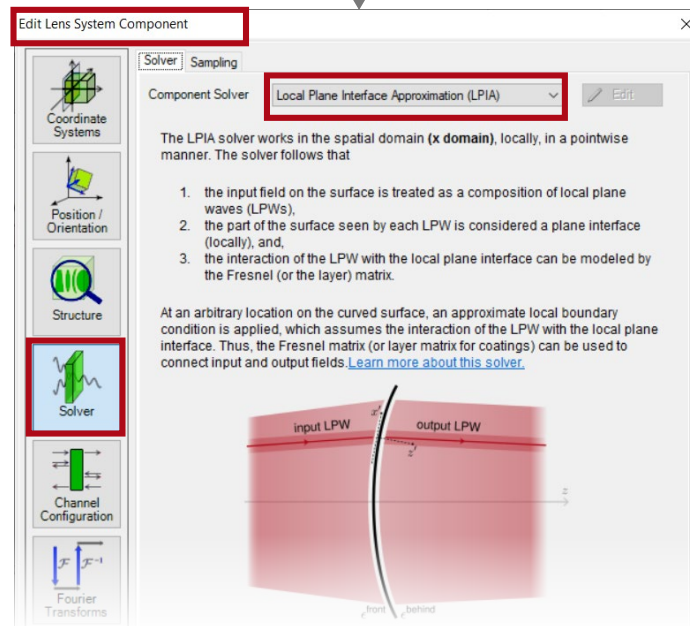 Edit Lens System Component
Coordinate
Systems
Position /
Orientation
Structure
Solver
Channel
Configuration
Fourier
Transforms
Solver Sampling
Component Solver Local Plane Interface Approximation (LPIA) Edit
The LPIA solver works in the spatial domain (x domain), locally, in a pointwise
manner. The solver follows that
1. the input field on the surface is treated as a composition of local plane
waves (LPWs),
2. the part of the surface seen by each LPW is considered a plane interface
(locally), and,
3. the interaction of the LPW with the local plane interface can be modeled by
the Fresnel (or the layer) matrix.
At an arbitrary location on the curved surface, an approximate local boundary
condition is applied, which assumes the interaction of the LPW with the local plane
interface. Thus, the Fresnel matrix (or layer matrix for coatings) can be used to
connect input and output fields.Learn more about this solver.
input LPW x' output LPW
z'
z
ϵfront ϵbehind